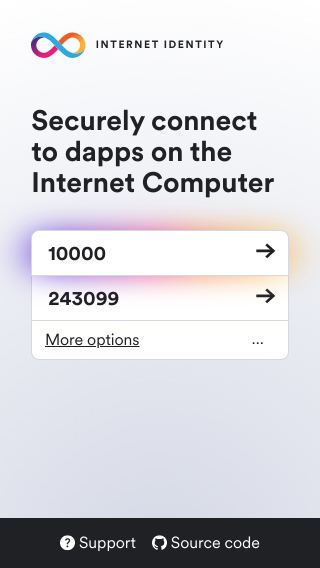 INTERNET IDENTITY
Securely connect
to dapps on the
Internet Computer
10000
243099
More options ...
Support Source code